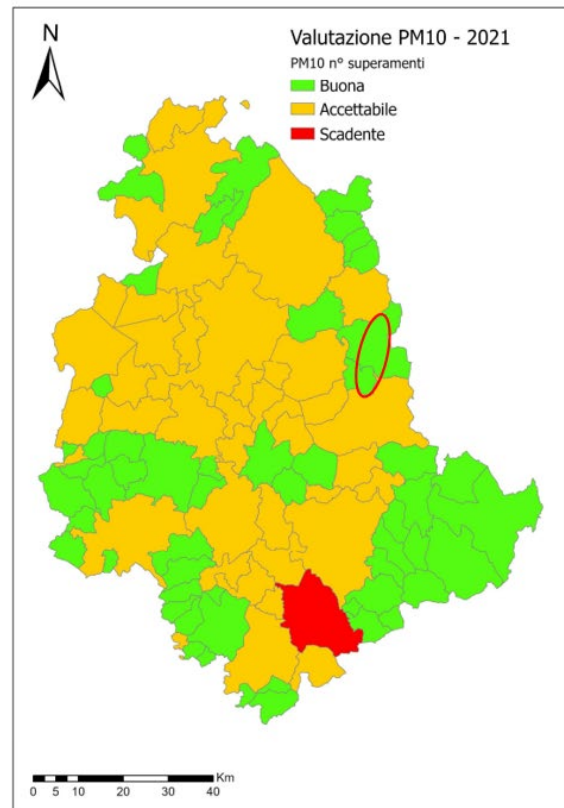 N
Valutazione PM10 - 2021
PM10 n° superamenti
Buona
Accettabile
Scadente
Km
0 5 10 20 30 40